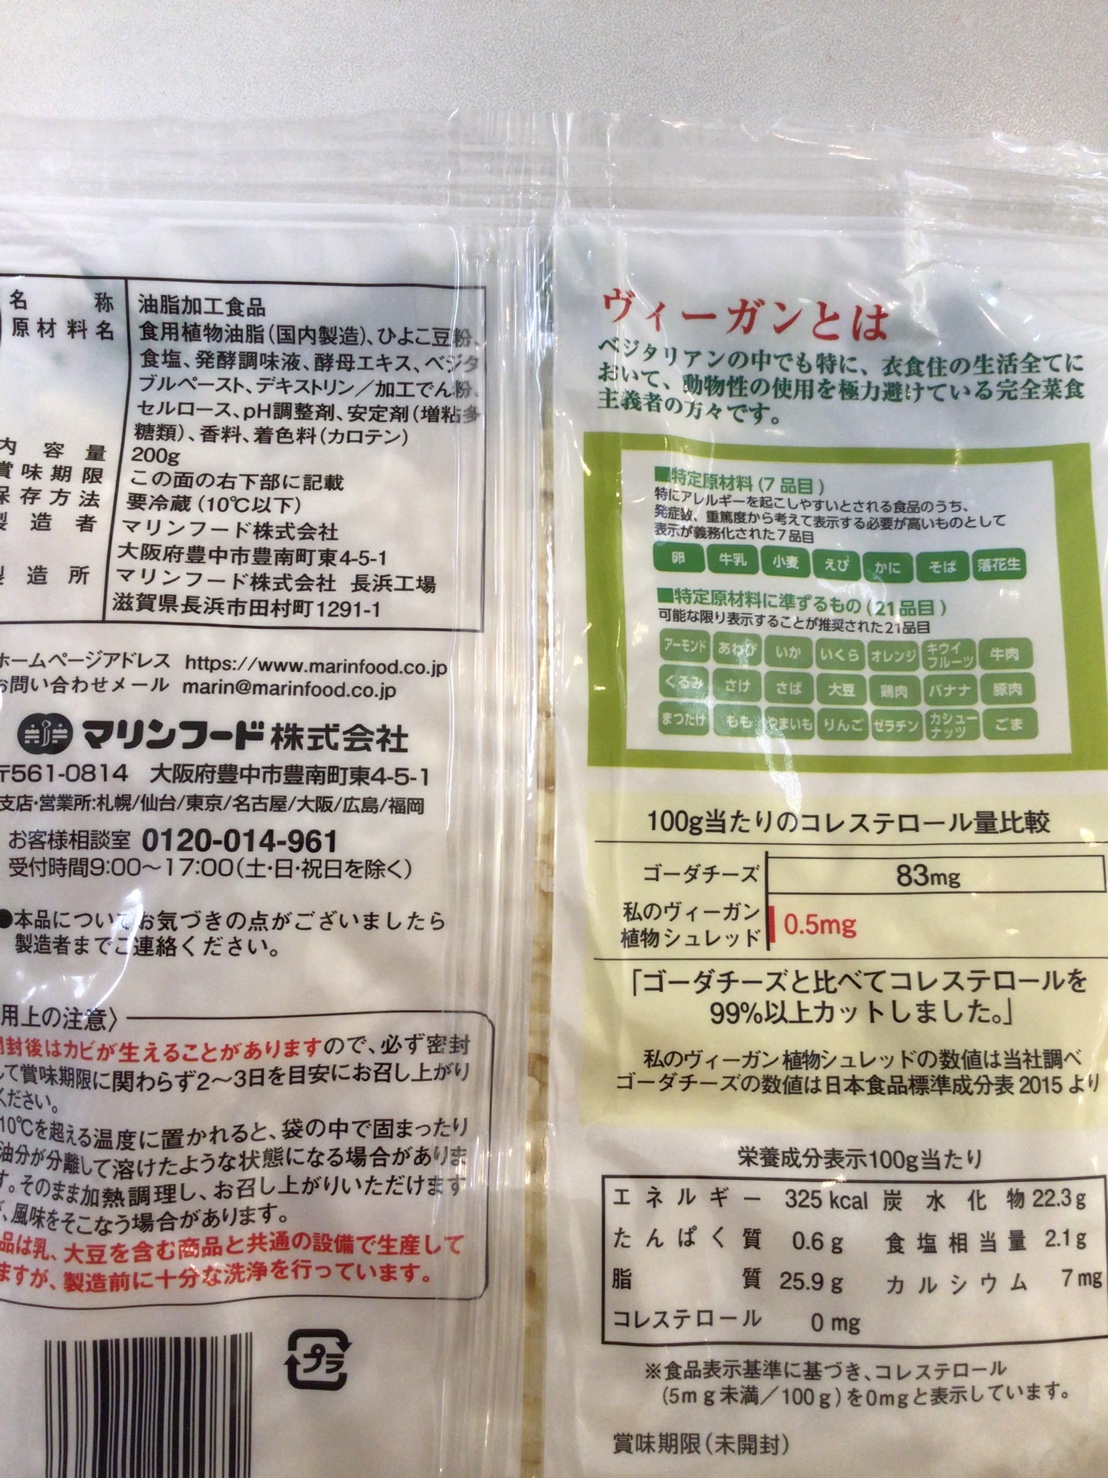 名称 油脂加工食品
原材料名 食用植物油脂(国内製造)、ひよこ豆粉、
食塩、発酵調味液、酵母エキス、ベジタ
ブルペースト、デキストリン／加工でん粉、
セルロース、pH調整剤、安定剤(増粘多
糖類)、香料、着色料(カロテン)
内容量 200g
賞味期限 この面の右下部に記載
保存方法 要冷蔵(10℃以下)
製造者 マリンフード株式会社
大阪府豊中市豊南町東4-5-1
製造所 マリンフード株式会社 長浜工場
滋賀県長浜市田村町1291-1
ホームページアドレス https://www.marinfood.co.jp
お問い合わせメール marin@marinfood.co.jp
マリンフード株式会社
〒561-0814 大阪府豊中市豊南町東4-5-1
支店・営業所:札幌/仙台/東京/名古屋/大阪/広島/福岡
お客様相談室 0120-014-961
受付時間9:00～17:00(土・日・祝日を除く)
●本品についてお気づきの点がございましたら
製造者までご連絡ください。
用上の注意〉
封後はカビが生えることがありますので、必ず密封
して賞味期限に関わらず2～3日を目安にお召し上がり
ください。
10℃を超える温度に置かれると、袋の中で固まったり
油分が分離して溶けたような状態になる場合がありま
す。そのまま加熱調理し、お召し上がりいただけます
、風味をそこなう場合があります。
品は乳、大豆を含む商品と共通の設備で生産して
ますが、製造前に十分な洗浄を行っています。
プラ
ヴィーガンとは
ベジタリアンの中でも特に、衣食住の生活全てに
おいて、動物性の使用を極力避けている完全菜食
主義者の方々です。
■特定原材料(7品目)
特にアレルギーを起こしやすいとされる食品のうち、
発症数、重篤度から考えて表示する必要が高いものとして
表示が義務化された7品目
卵 牛乳 小麦 えび かに そば 落花生
■特定原材料に準ずるもの(21品目)
可能な限り表示することが推奨された21品目
アーモンド あわび いか いくら オレンジ キウイフルーツ 牛肉
くるみ さけ さば 大豆 鶏肉 バナナ 豚肉
まつたけ もも やまいも りんご ゼラチン カシューナッツ ごま
100g当たりのコレステロール量比較
ゴーダチーズ 83mg
私のヴィーガン
植物シュレッド 0.5mg
「ゴーダチーズと比べてコレステロールを
99%以上カットしました。」
私のヴィーガン植物シュレッドの数値は当社調べ
ゴーダチーズの数値は日本食品標準成分表2015より
栄養成分表示100g当たり
エネルギー 325 kcal 炭水化物 22.3g
たんぱく質 0.6g 食塩相当量 2.1g
脂質 25.9g カルシウム 7mg
コレステロール 0mg
※食品表示基準に基づき、コレステロール
(5mg未満／100g)を0mgと表示しています。
賞味期限(未開封)